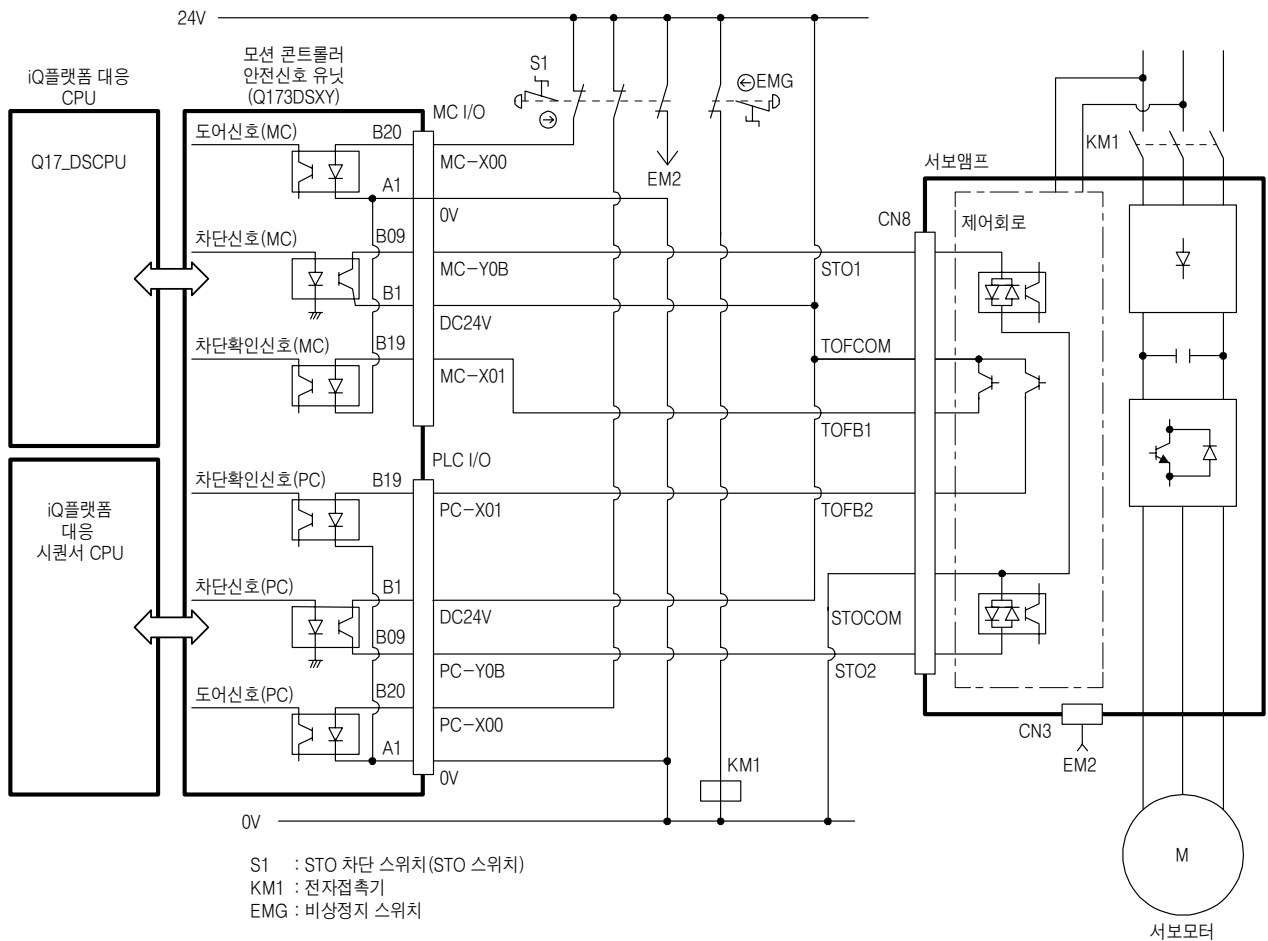 24V
iQ플랫폼 대응
CPU
Q17_DSCPU
iQ플랫폼
대응
시퀀서 CPU
모션 콘트롤러
안전신호 유닛
(Q173DSXY)
MC I/O
도어신호(MC)
B20
MC-X00
A1
0V
차단신호(MC)
B09
MC-Y0B
B1
DC24V
차단확인신호(MC)
B19
MC-X01
PLC I/O
차단확인신호(PC)
B19
PC-X01
차단신호(PC)
B1
DC24V
B09
PC-Y0B
도어신호(PC)
B20
PC-X00
A1
0V
0V
S1
EM2
EMG
KM1
STO1
TOFCOM
TOFB1
TOFB2
STOCOM
STO2
KM1
서보앰프
CN8
제어회로
CN3
EM2
M
서보모터
S1 : STO 차단 스위치(STO 스위치)
KM1 : 전자접촉기
EMG : 비상정지 스위치